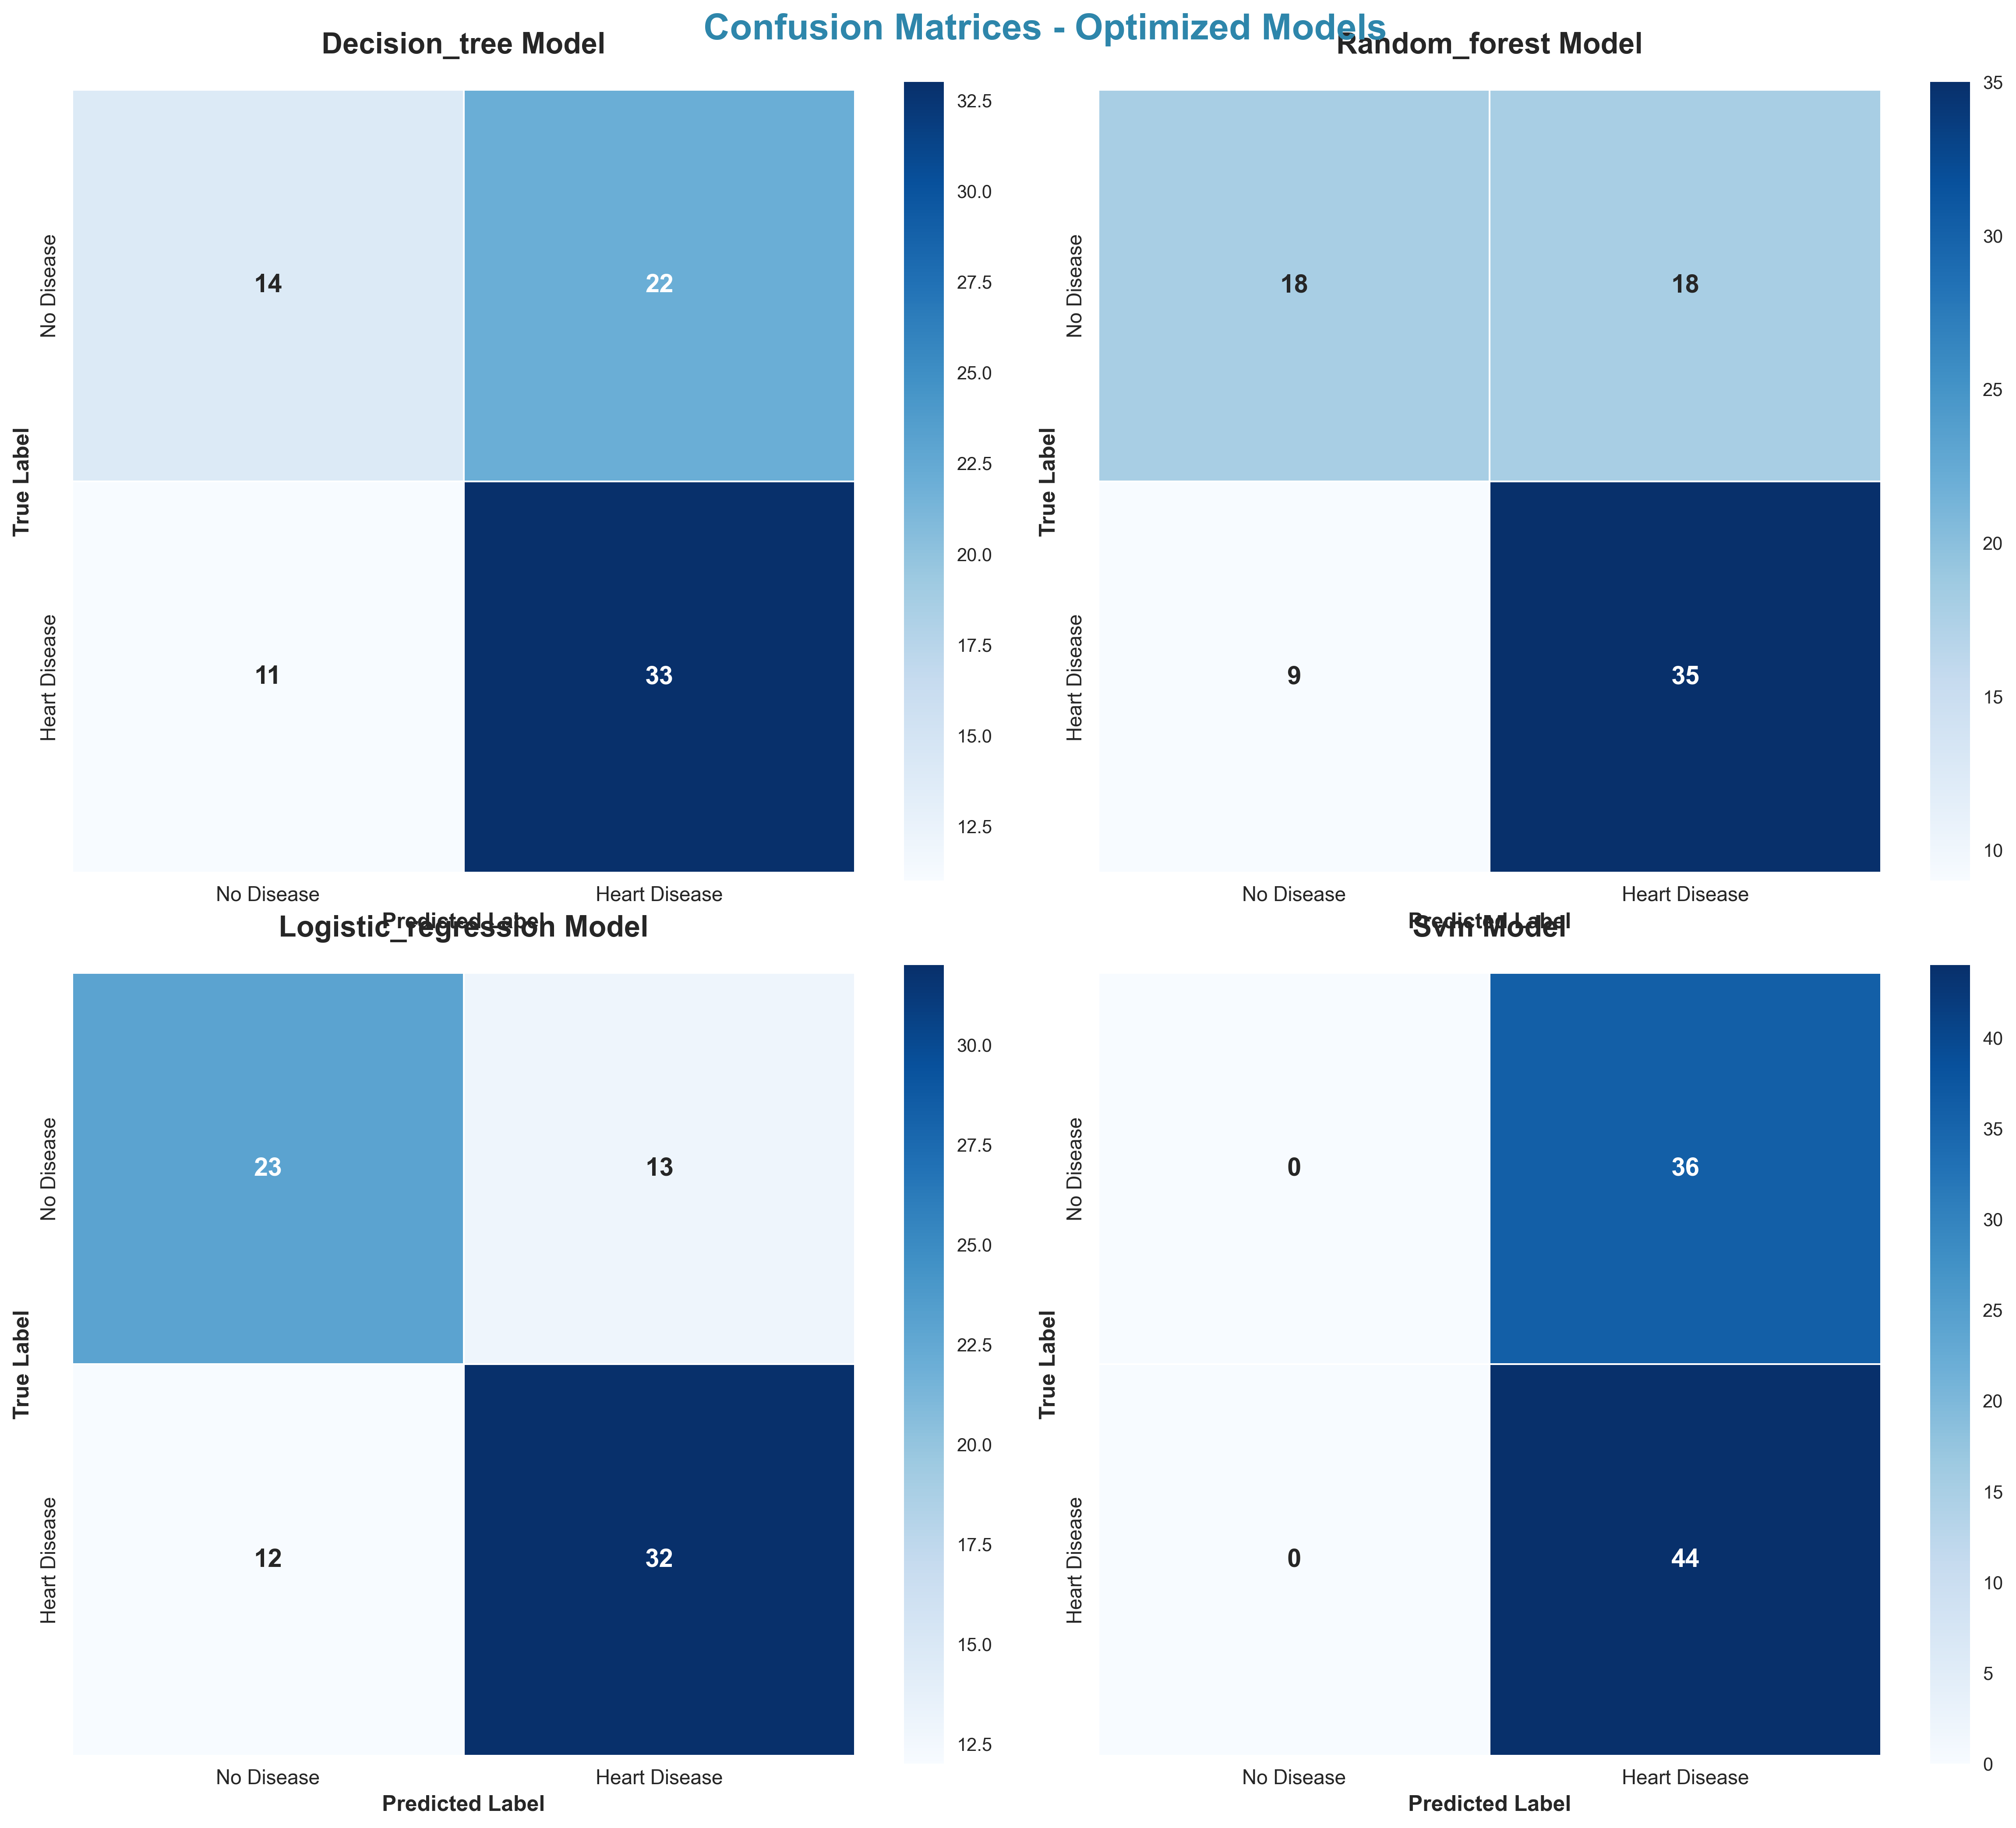 Confusion Matrices - Optimized Models
Decision_tree Model
True Label
No Disease
Heart Disease
14
22
11
33
No Disease
Heart Disease
Predicted Label
32.5
30.0
27.5
25.0
22.5
20.0
17.5
15.0
12.5
Random_forest Model
True Label
No Disease
Heart Disease
18
18
9
35
No Disease
Heart Disease
Predicted Label
35
30
25
20
15
10
Logistic_regression Model
True Label
No Disease
Heart Disease
23
13
12
32
No Disease
Heart Disease
Predicted Label
30.0
27.5
25.0
22.5
20.0
17.5
15.0
12.5
Svm Model
True Label
No Disease
Heart Disease
0
36
0
44
No Disease
Heart Disease
Predicted Label
40
35
30
25
20
15
10
5
0